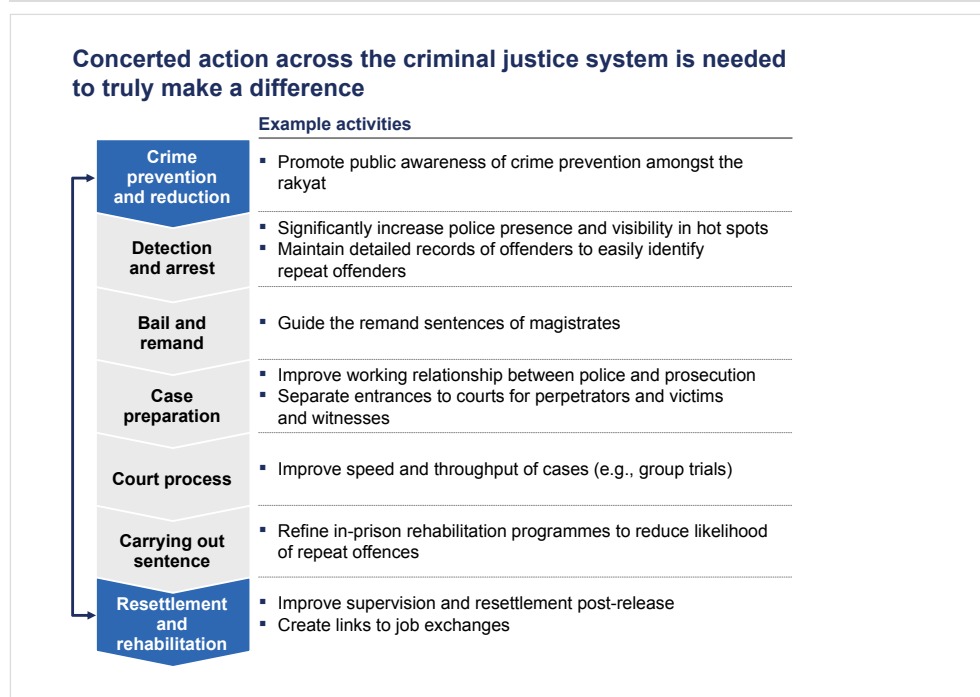 Concerted action across the criminal justice system is needed
to truly make a difference
Example activities
Crime
prevention
and reduction
▪ Promote public awareness of crime prevention amongst the
rakyat
Detection
and arrest
▪ Significantly increase police presence and visibility in hot spots
▪ Maintain detailed records of offenders to easily identify
repeat offenders
Bail and
remand
▪ Guide the remand sentences of magistrates
Case
preparation
▪ Improve working relationship between police and prosecution
▪ Separate entrances to courts for perpetrators and victims
and witnesses
Court process
▪ Improve speed and throughput of cases (e.g., group trials)
Carrying out
sentence
▪ Refine in-prison rehabilitation programmes to reduce likelihood
of repeat offences
Resettlement
and
rehabilitation
▪ Improve supervision and resettlement post-release
▪ Create links to job exchanges